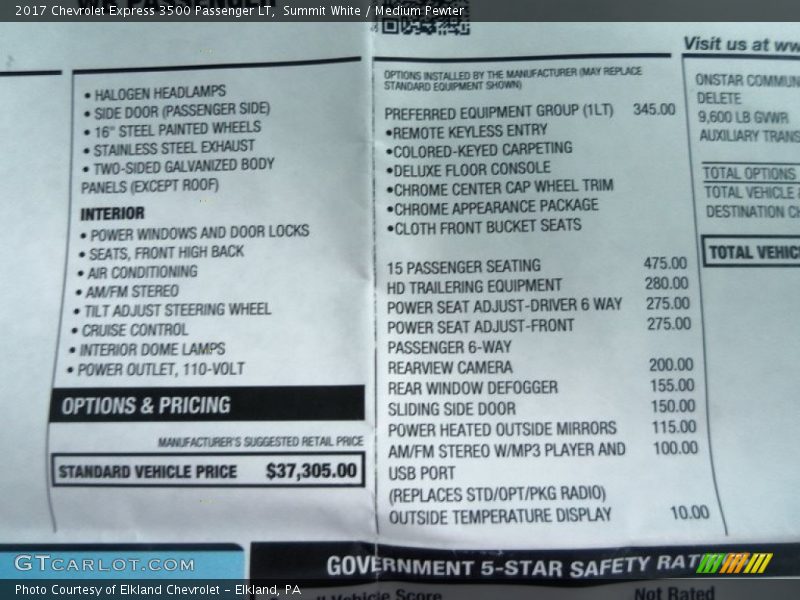 2017 Chevrolet Express 3500 Passenger LT, Summit White / Medium Pewter
Visit us at ww
• HALOGEN HEADLAMPS
• SIDE DOOR (PASSENGER SIDE)
• 16" STEEL PAINTED WHEELS
• STAINLESS STEEL EXHAUST
• TWO-SIDED GALVANIZED BODY
PANELS (EXCEPT ROOF)
INTERIOR
• POWER WINDOWS AND DOOR LOCKS
• SEATS, FRONT HIGH BACK
• AIR CONDITIONING
• AM/FM STEREO
• TILT ADJUST STEERING WHEEL
• CRUISE CONTROL
• INTERIOR DOME LAMPS
• POWER OUTLET, 110-VOLT
OPTIONS & PRICING
MANUFACTURER'S SUGGESTED RETAIL PRICE
STANDARD VEHICLE PRICE $37,305.00
OPTIONS INSTALLED BY THE MANUFACTURER (MAY REPLACE
STANDARD EQUIPMENT SHOWN)
PREFERRED EQUIPMENT GROUP (1LT) 345.00
•REMOTE KEYLESS ENTRY
•COLORED-KEYED CARPETING
•DELUXE FLOOR CONSOLE
•CHROME CENTER CAP WHEEL TRIM
•CHROME APPEARANCE PACKAGE
•CLOTH FRONT BUCKET SEATS
15 PASSENGER SEATING 475.00
HD TRAILERING EQUIPMENT 280.00
POWER SEAT ADJUST-DRIVER 6 WAY 275.00
POWER SEAT ADJUST-FRONT 275.00
PASSENGER 6-WAY
REARVIEW CAMERA 200.00
REAR WINDOW DEFOGGER 155.00
SLIDING SIDE DOOR 150.00
POWER HEATED OUTSIDE MIRRORS 115.00
AM/FM STEREO W/MP3 PLAYER AND 100.00
USB PORT
(REPLACES STD/OPT/PKG RADIO)
OUTSIDE TEMPERATURE DISPLAY 10.00
ONSTAR COMMUN
DELETE
9,600 LB GVWR
AUXILIARY TRANS
TOTAL OPTIONS
TOTAL VEHICLE
DESTINATION C
TOTAL VEHIC
GOVERNMENT 5-STAR SAFETY RAT
Vehicle Score
Not Rated
GTCARLOT.COM
Photo Courtesy of Elkland Chevrolet - Elkland, PA